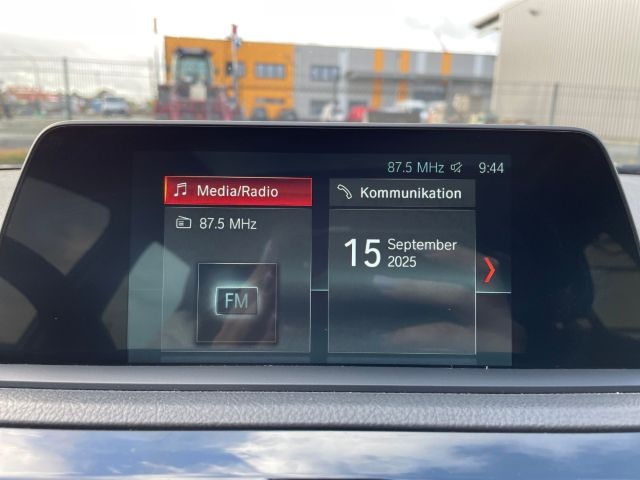 87.5 MHz 9:44
Media/Radio
Kommunikation
87.5 MHz
15 September
2025
FM